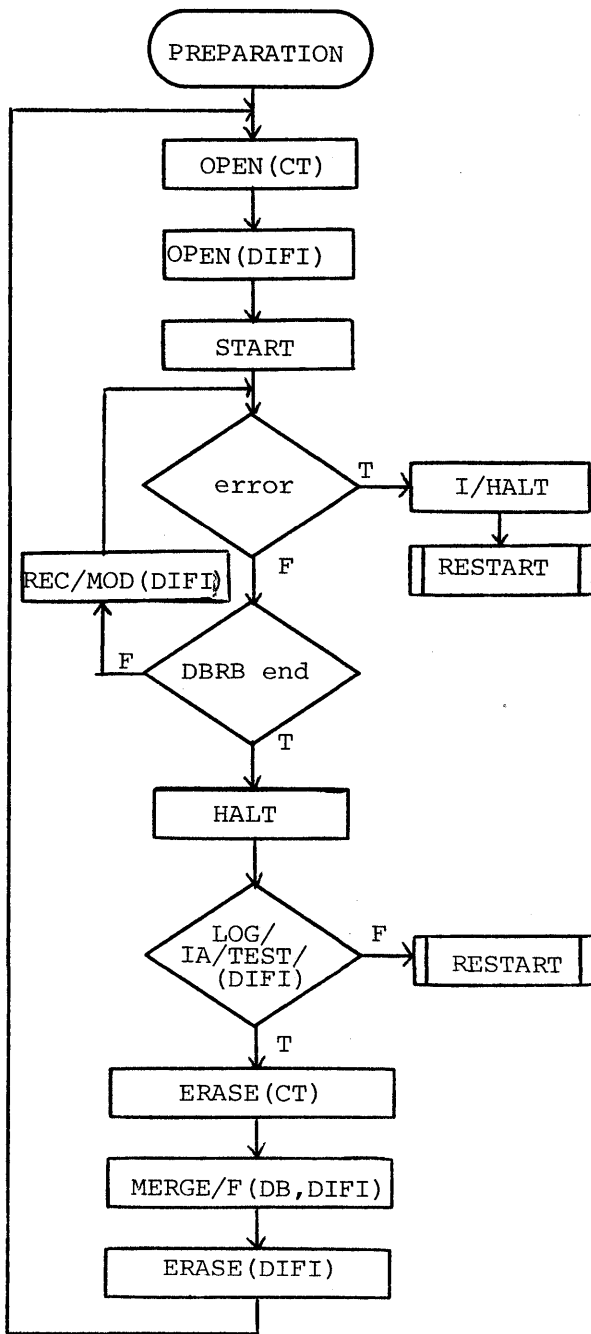 PREPARATION
OPEN(CT)
OPEN(DIFI)
START
error
T
I/HALT
RESTART
F
REC/MOD(DIFI)
F
DBRB end
T
HALT
LOG/
IA/TEST/
(DIFI)
F
RESTART
T
ERASE(CT)
MERGE/F(DB,DIFI)
ERASE(DIFI)